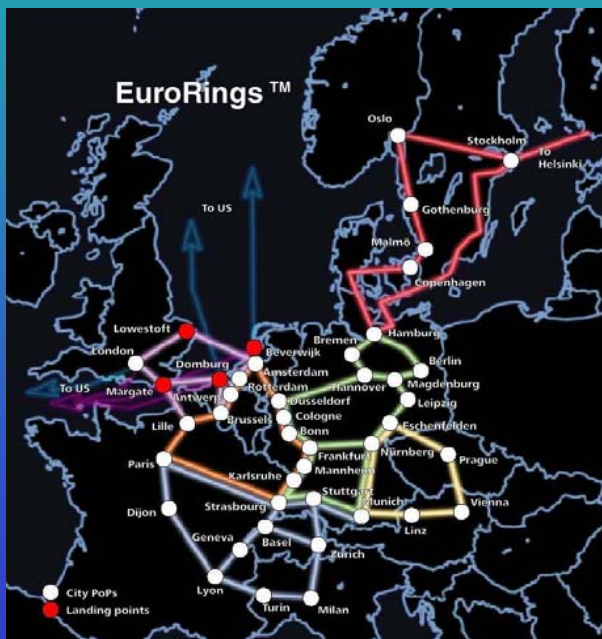 EuroRings ™
Oslo
Stockholm
To
Helsinki
To US
Gothenburg
Malmö
Copenhagen
Lowestoft
Hamburg
Bremen
London
Beverwijk
Berlin
Domburg
Amsterdam
To US
Margate
Rotterdam
Hannover
Magdenburg
Antwerp
Düsseldorf
Leipzig
Cologne
Lille
Brussels
Bonn
Eschenfelden
Frankfurt
Nürnberg
Paris
Mannheim
Prague
Karlsruhe
Stuttgart
Strasbourg
Munich
Vienna
Dijon
Linz
Geneva
Basel
Zurich
Lyon
Turin
Milan
City PoPs
Landing points